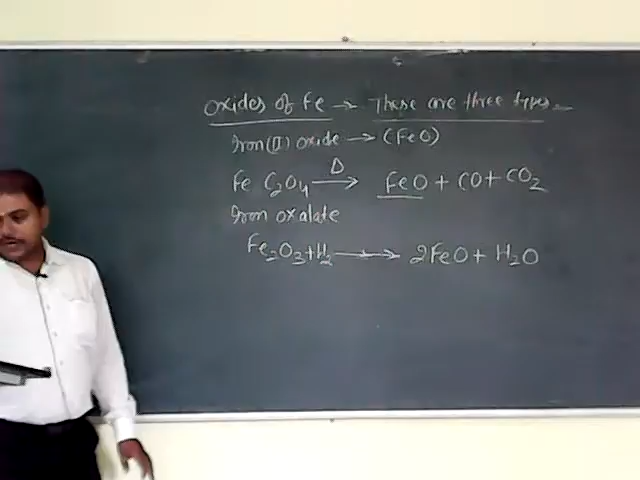 Oxides of Fe → These are three types
Iron (II) oxide → (FeO)
Fe C₂O₄ —Δ→ FeO + CO + CO₂
Iron oxalate
Fe₂O₃ + H₂ → 2FeO + H₂O